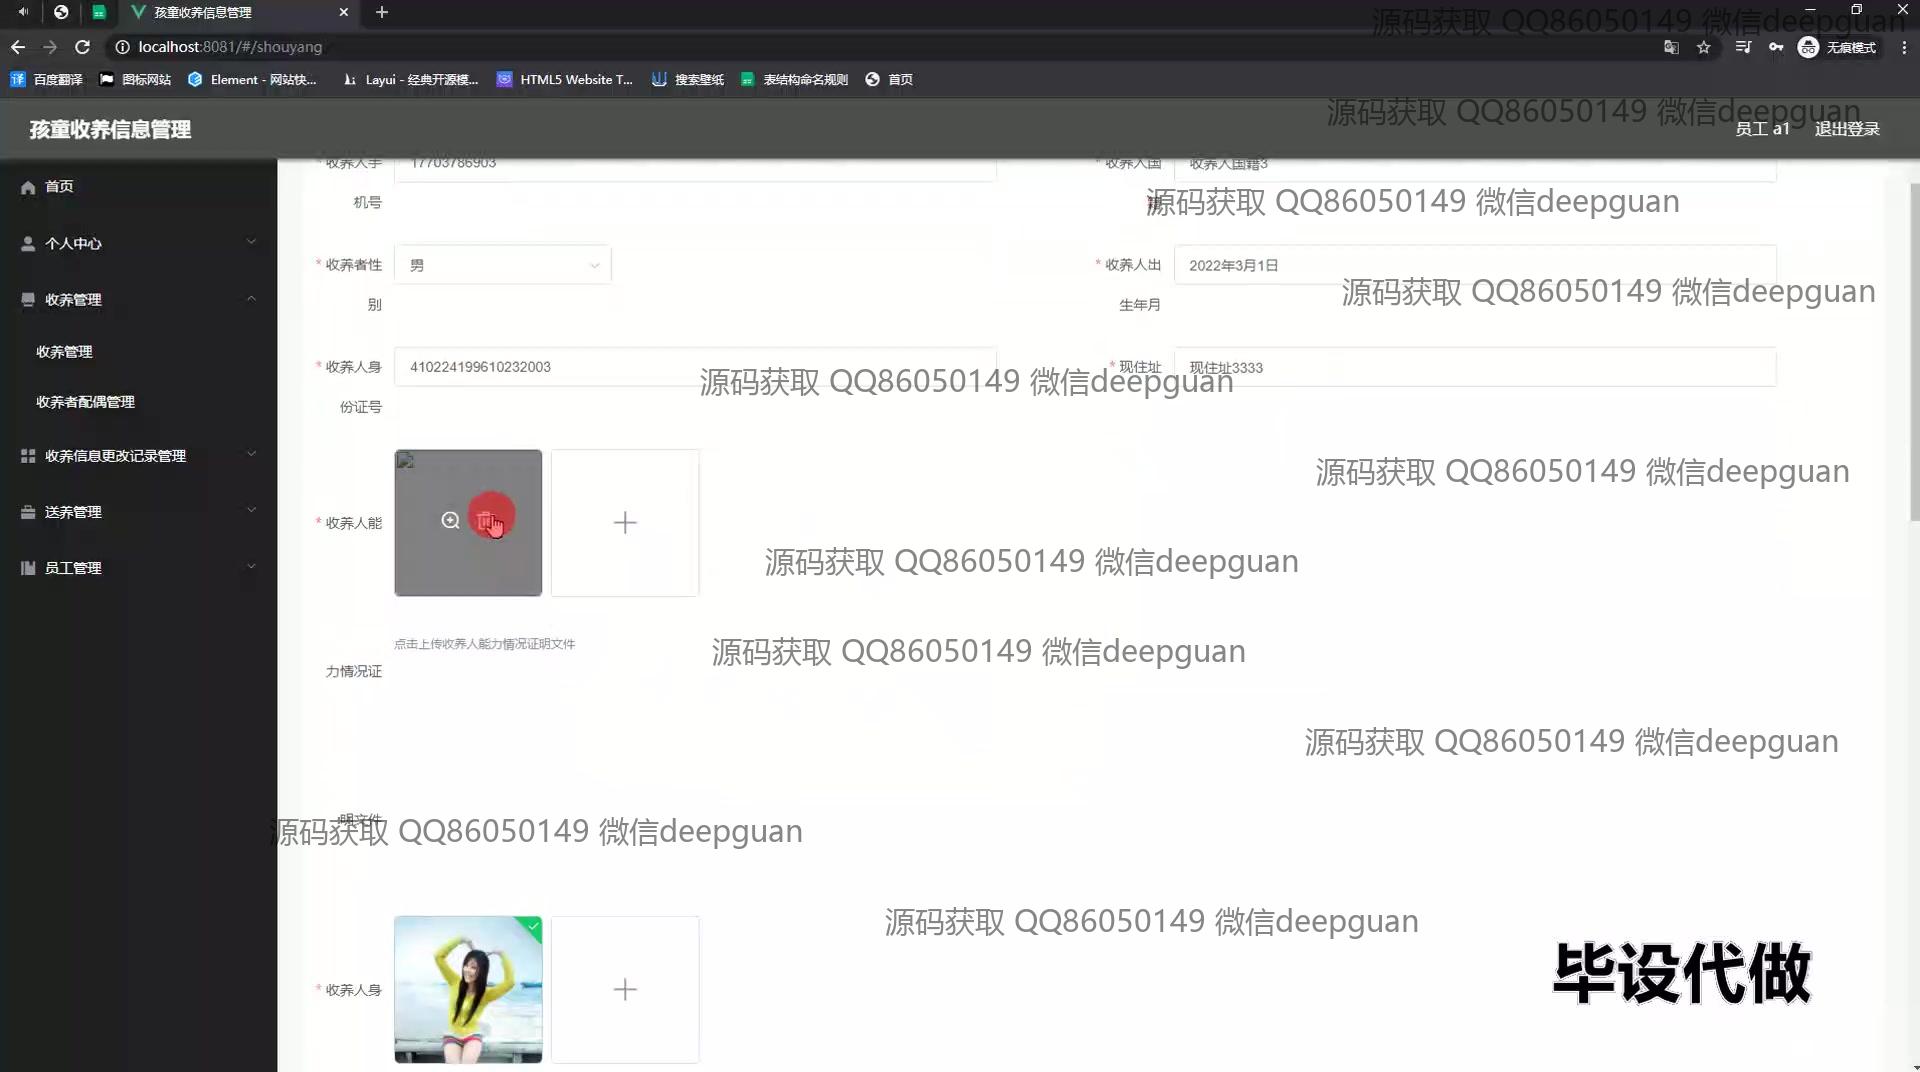 孩童收养信息管理
localhost:8081/#/shouyang
无痕模式
百度翻译
图标网站
Element - 网站快...
Layui - 经典开源模...
HTML5 Website T...
搜索壁纸
表结构命名规则
首页
源码获取 QQ86050149 微信deepguan
孩童收养信息管理
员工 a1
退出登录
源码获取 QQ86050149 微信deepguan
首页
个人中心
收养管理
收养管理
收养者配偶管理
收养信息更改记录管理
送养管理
员工管理
* 收养人手
机号
17703786903
* 收养人国
收养人国籍3
源码获取 QQ86050149 微信deepguan
* 收养者性
别
男
* 收养人出
生年月
2022年3月1日
源码获取 QQ86050149 微信deepguan
* 收养人身
份证号
410224199610232003
* 现住址
现住址3333
源码获取 QQ86050149 微信deepguan
源码获取 QQ86050149 微信deepguan
* 收养人能
力情况证
明文件
点击上传收养人能力情况证明文件
源码获取 QQ86050149 微信deepguan
源码获取 QQ86050149 微信deepguan
源码获取 QQ86050149 微信deepguan
源码获取 QQ86050149 微信deepguan
源码获取 QQ86050149 微信deepguan
* 收养人身
毕设代做